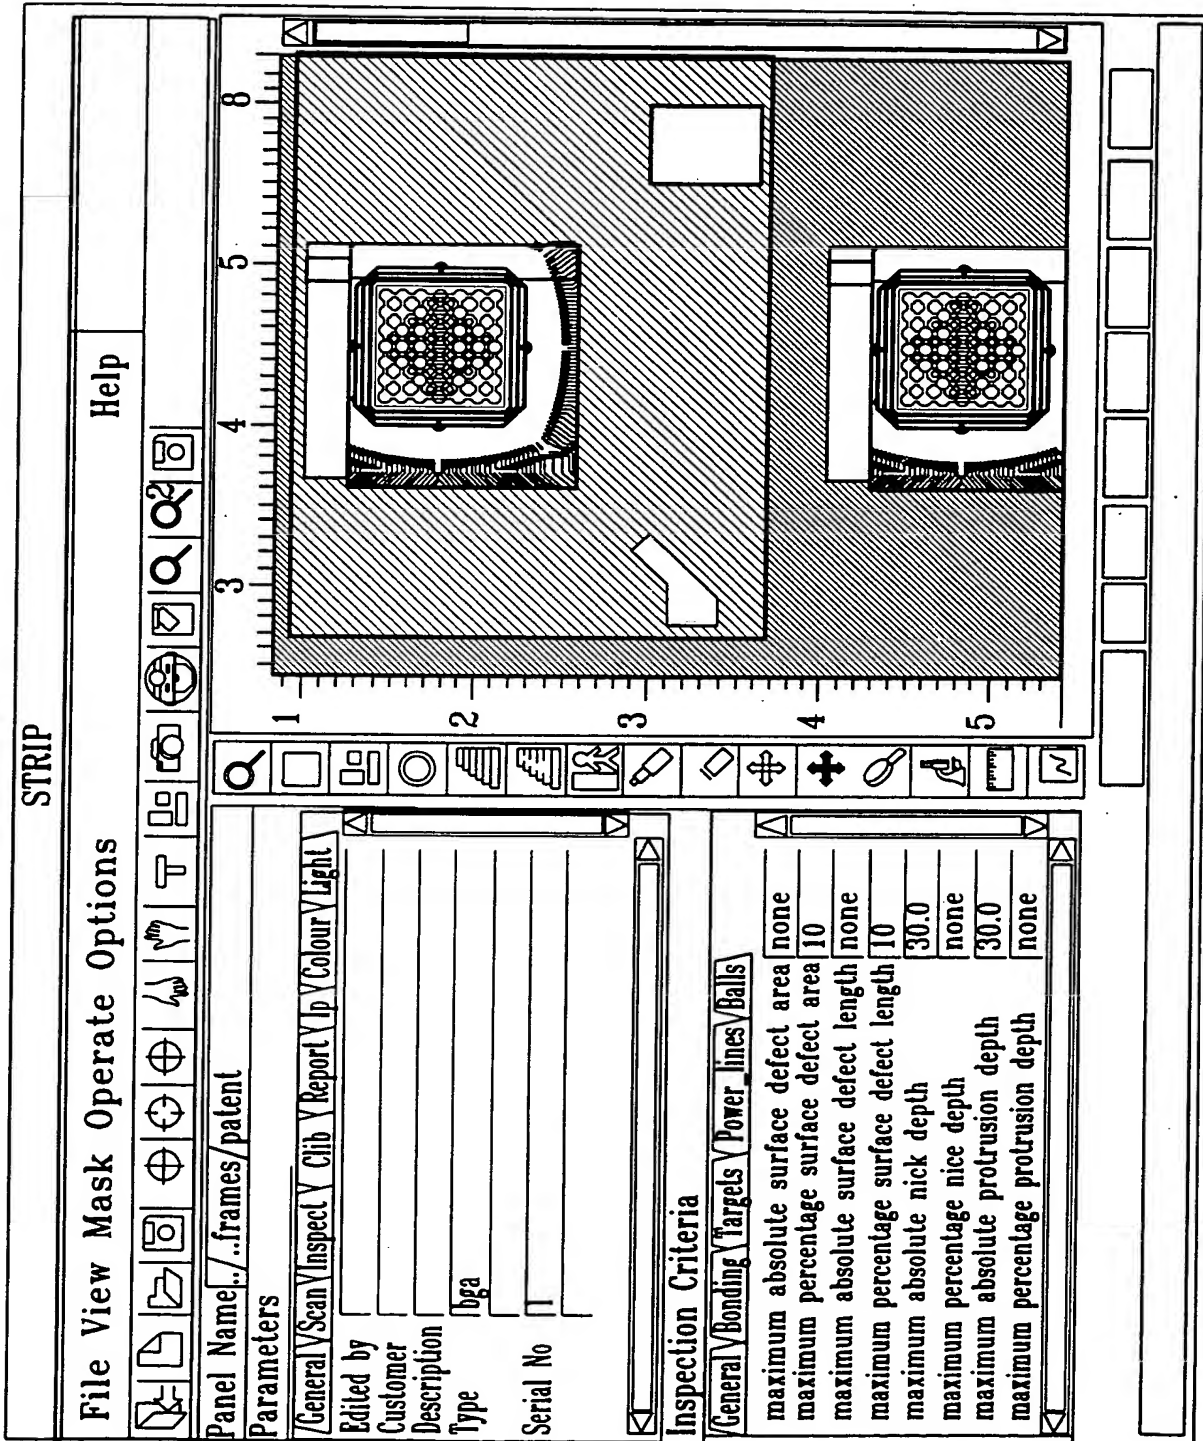 STRIP
File View Mask Operate Options Help
Panel Name ../..frames/patent
Parameters
General Scan Inspect Clib Report Ip Colour Light
Edited by
Customer
Description
Type bga
Serial No 1
Inspection Criteria
General Bonding Targets Power_lines Balls
maximum absolute surface defect area none
maximum percentage surface defect area 10
maximum absolute surface defect length none
maximum percentage surface defect length 10
maximum absolute nick depth 30.0
maximum percentage nice depth none
maximum absolute protrusion depth 30.0
maximum percentage protrusion depth none
2
3 4 5 8
1
2
3
4
5